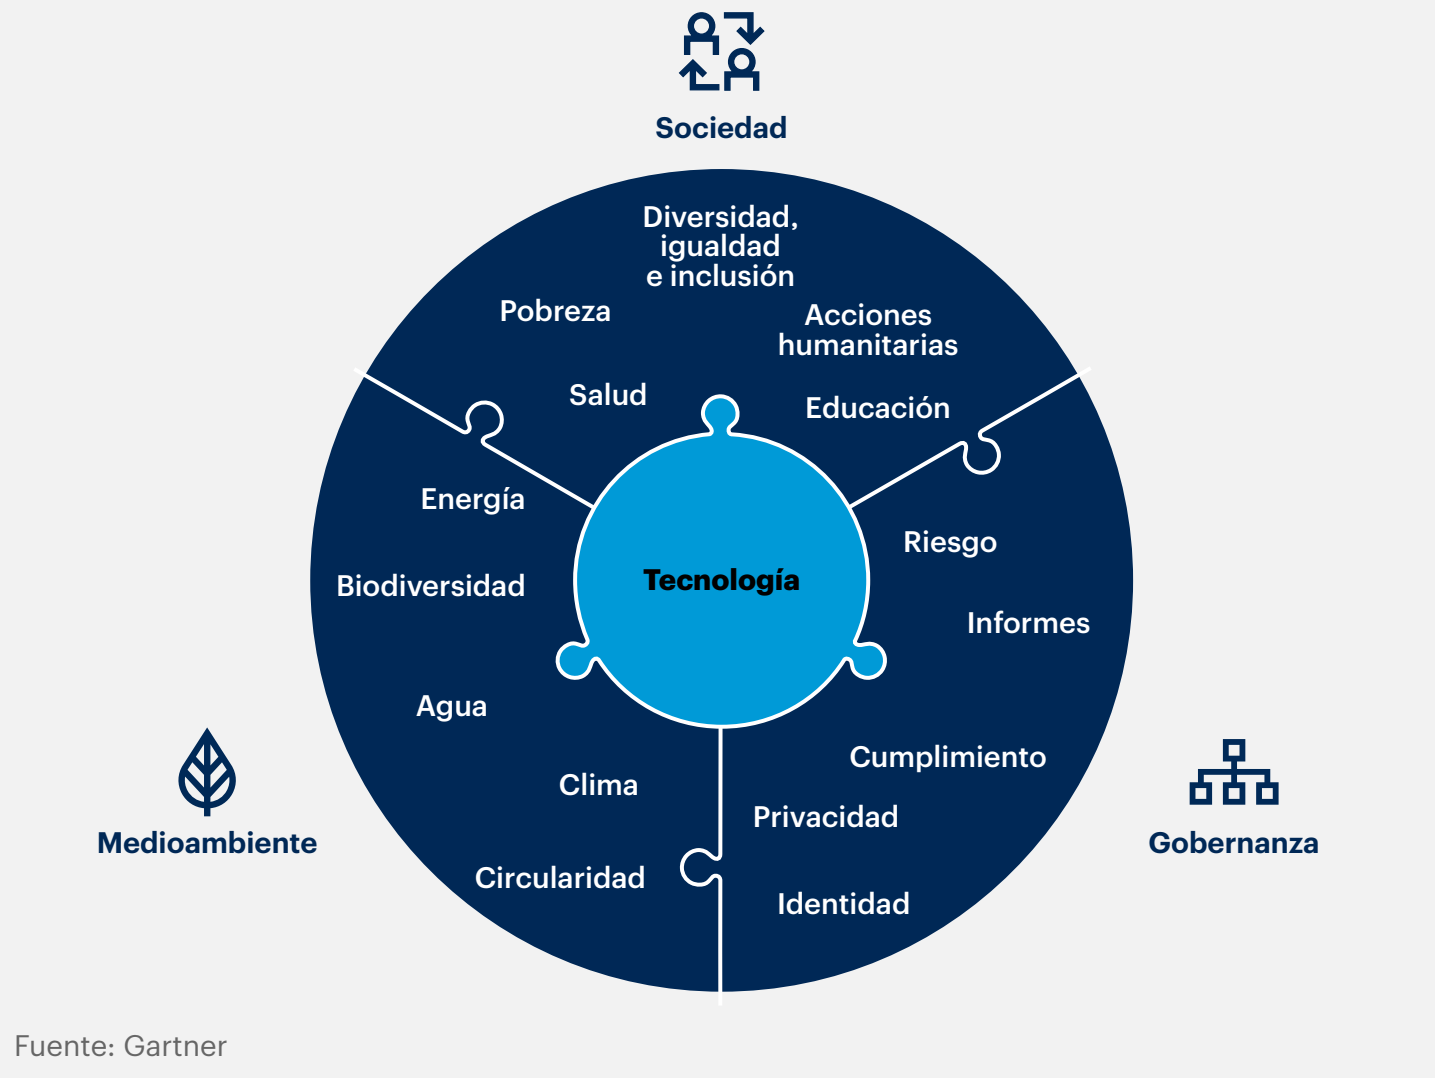 Sociedad
Diversidad,
igualdad
e inclusión
Pobreza
Acciones
humanitarias
Salud
Educación
Energía
Riesgo
Biodiversidad
Tecnología
Informes
Agua
Cumplimiento
Clima
Privacidad
Medioambiente
Gobernanza
Circularidad
Identidad
Fuente: Gartner